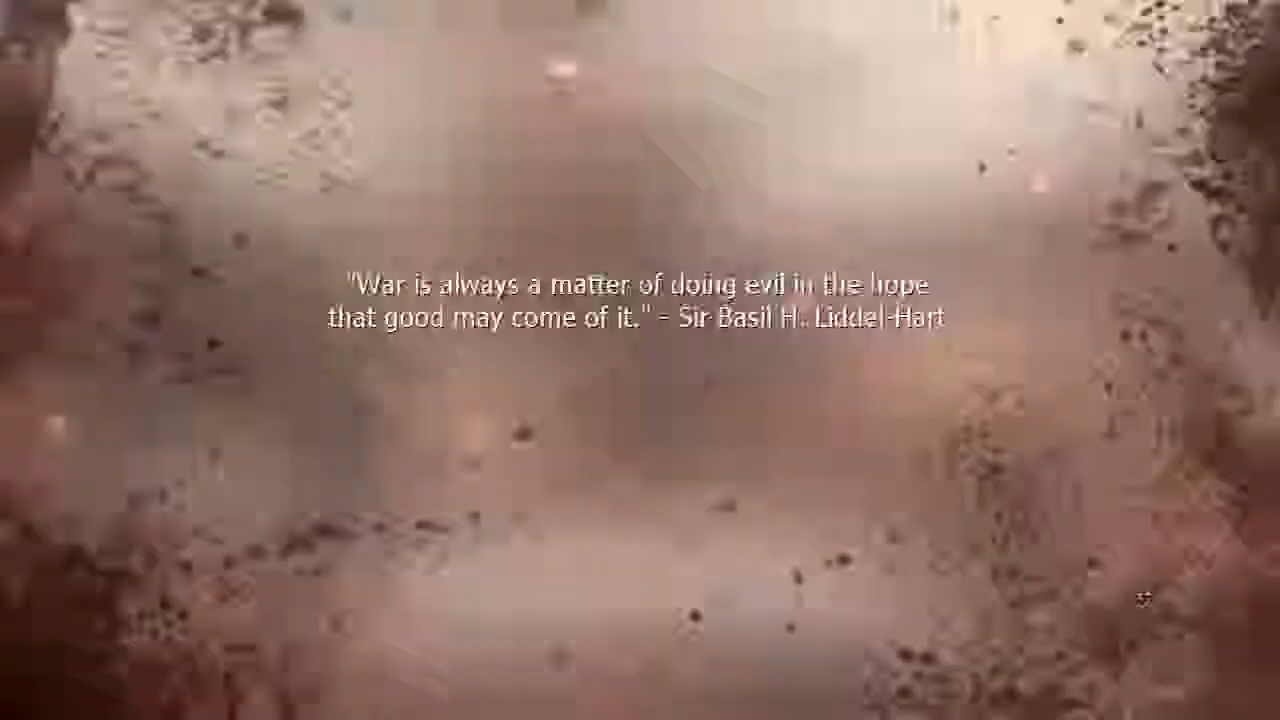 "War is always a matter of doing evil in the hope
that good may come of it." - Sir Basil H. Liddel-Hart